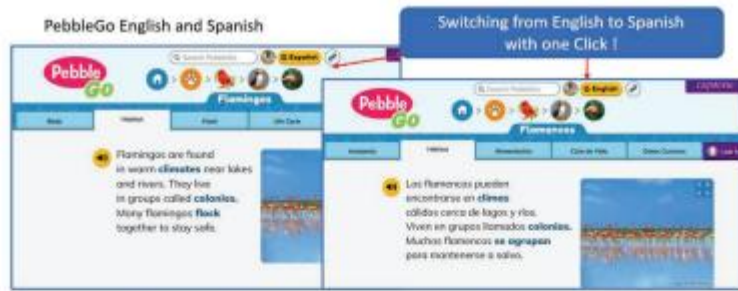 PebbleGo English and Spanish
Switching from English to Spanish
with one Click !
Pebble
GO
Español
Flamingos
Body
Habitat
Food
Life Cycle
Flamingos are found
in warm climates near lakes
and rivers. They live
in groups called colonies.
Many flamingos flock
together to stay safe.
Pebble
GO
English
capstone
Flamencos
Hábitat
Alimentación
Ciclo de Vida
Datos Curiosos
Los flamencos pueden
encontrarse en climas
cálidos cerca de lagos y ríos.
Viven en grupos llamados colonias.
Muchos flamencos se agrupan
para mantenerse a salvo.